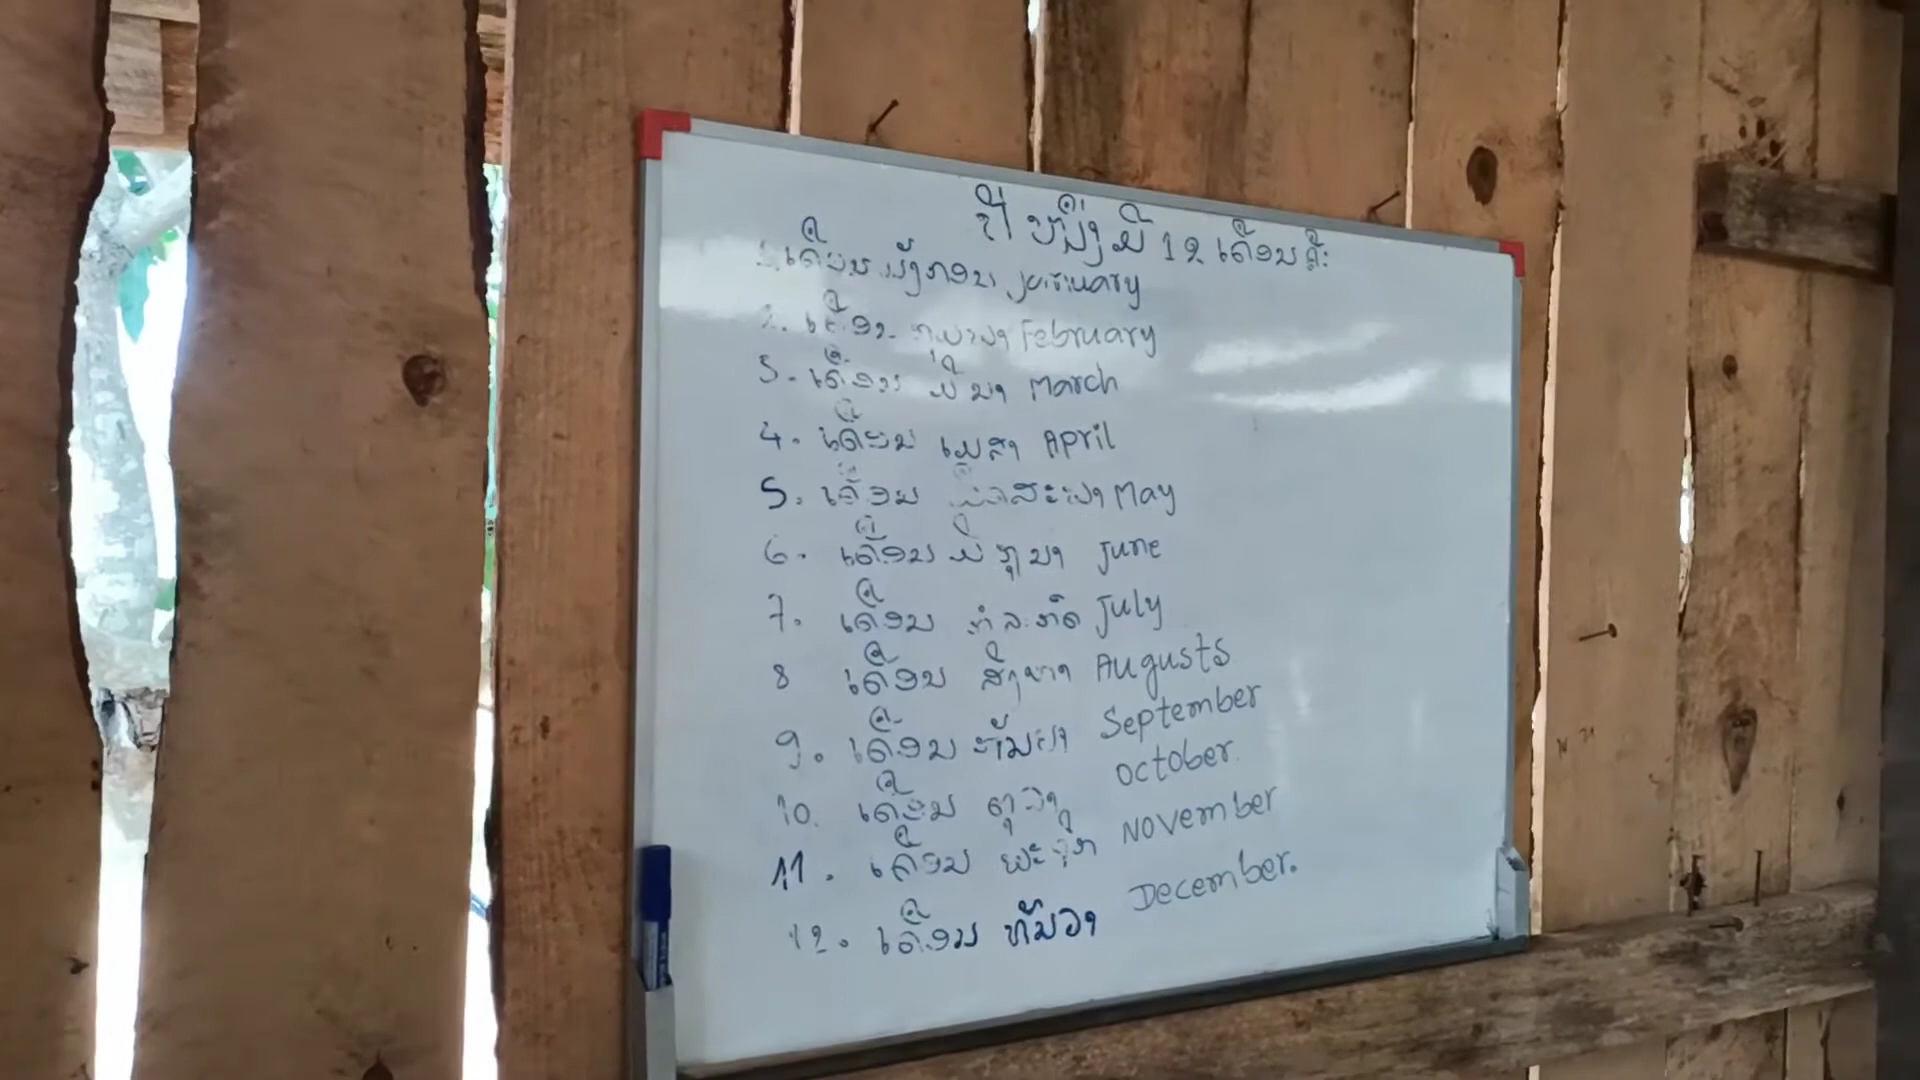 ປີ ໜຶ່ງ ມີ 12 ເດືອນ ຄື:
1. ເດືອນ ມັງກອນ January
2. ເດືອນ ກຸມພາ February
3. ເດືອນ ມີນາ March
4. ເດືອນ ເມສາ April
5. ເດືອນ ພຶດສະພາ May
6. ເດືອນ ມິຖຸນາ June
7. ເດືອນ ກໍລະກົດ July
8 ເດືອນ ສິງຫາ Augusts
9. ເດືອນ ກັນຍາ September
10. ເດືອນ ຕຸລາ October.
11. ເດືອນ ພະຈິກ November
12. ເດືອນ ທັນວາ December.